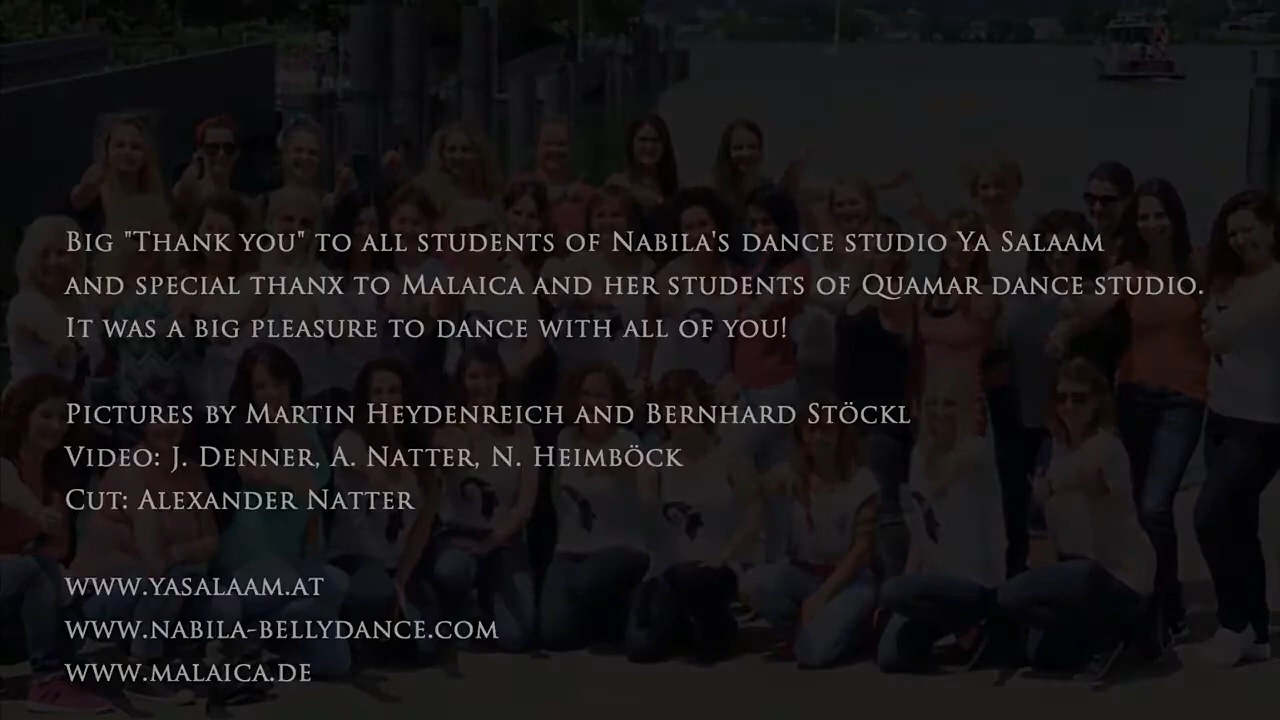 Big "Thank you" to all students of Nabila's dance studio Ya Salaam
and special thanx to Malaica and her students of Quamar dance studio.
It was a big pleasure to dance with all of you!
Pictures by Martin Heydenreich and Bernhard Stöckl
Video: J. Denner, A. Natter, N. Heimböck
Cut: Alexander Natter
www.yasalaam.at
www.nabila-bellydance.com
www.malaica.de